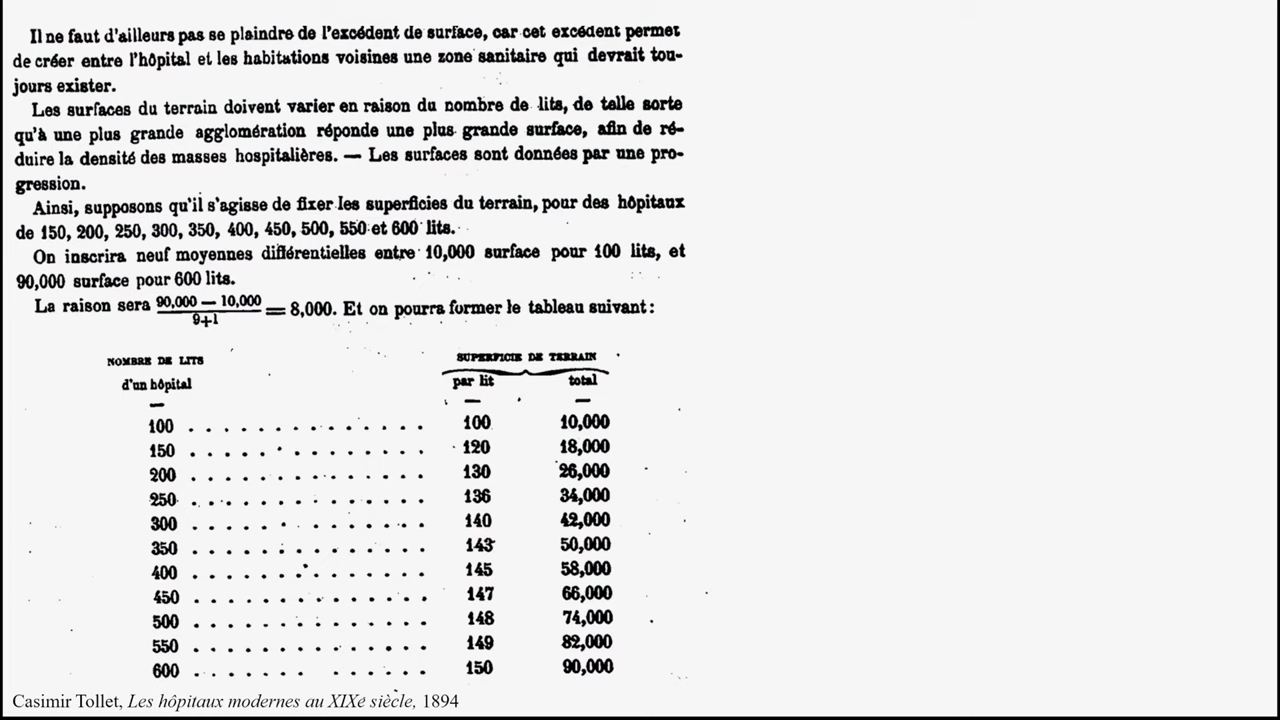 Il ne faut d'ailleurs pas se plaindre de l'excédent de surface, car cet excédent permet
de créer entre l'hôpital et les habitations voisines une zone sanitaire qui devrait tou-
jours exister.
Les surfaces du terrain doivent varier en raison du nombre de lits, de telle sorte
qu'à une plus grande agglomération réponde une plus grande surface, afin de ré-
duire la densité des masses hospitalières. — Les surfaces sont données par une pro-
gression.
Ainsi, supposons qu'il s'agisse de fixer les superficies du terrain, pour des hôpitaux
de 150, 200, 250, 300, 350, 400, 450, 500, 550 et 600 lits.
On inscrira neuf moyennes différentielles entre 10,000 surface pour 100 lits, et
90,000 surface pour 600 lits.
La raison sera (90,000 — 10,000)/(9+1) = 8,000. Et on pourra former le tableau suivant :
NOMBRE DE LITS SUPERFICIE DE TERRAIN
d'un hôpital par lit total
— — —
100 . . . . . . . . . . . . . . 100 10,000
150 . . . . . . . . . . . . . . 120 18,000
200 . . . . . . . . . . . . . . 130 26,000
250 . . . . . . . . . . . . . . 136 34,000
300 . . . . . . . . . . . . . . 140 42,000
350 . . . . . . . . . . . . . . 143 50,000
400 . . . . . . . . . . . . . . 145 58,000
450 . . . . . . . . . . . . . . 147 66,000
500 . . . . . . . . . . . . . . 148 74,000
550 . . . . . . . . . . . . . . 149 82,000
600 . . . . . . . . . . . . . 150 90,000
Casimir Tollet, Les hôpitaux modernes au XIXe siècle, 1894